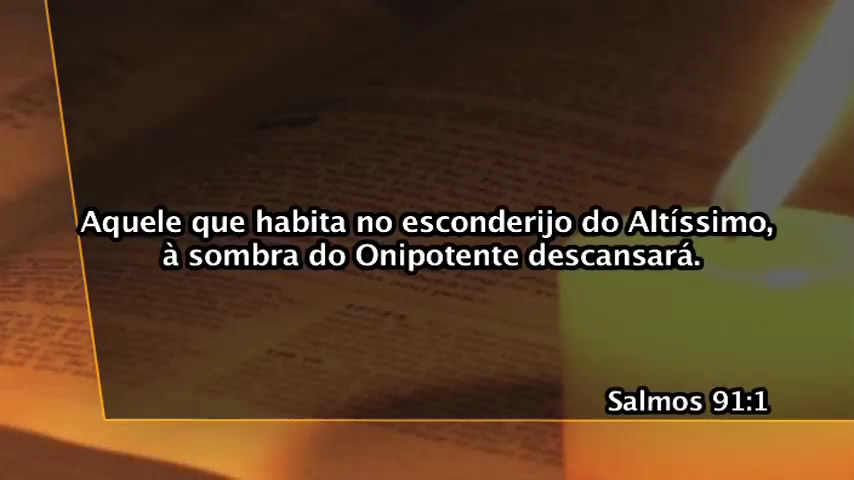 Aquele que habita no esconderijo do Altíssimo,
à sombra do Onipotente descansará.
Salmos 91:1